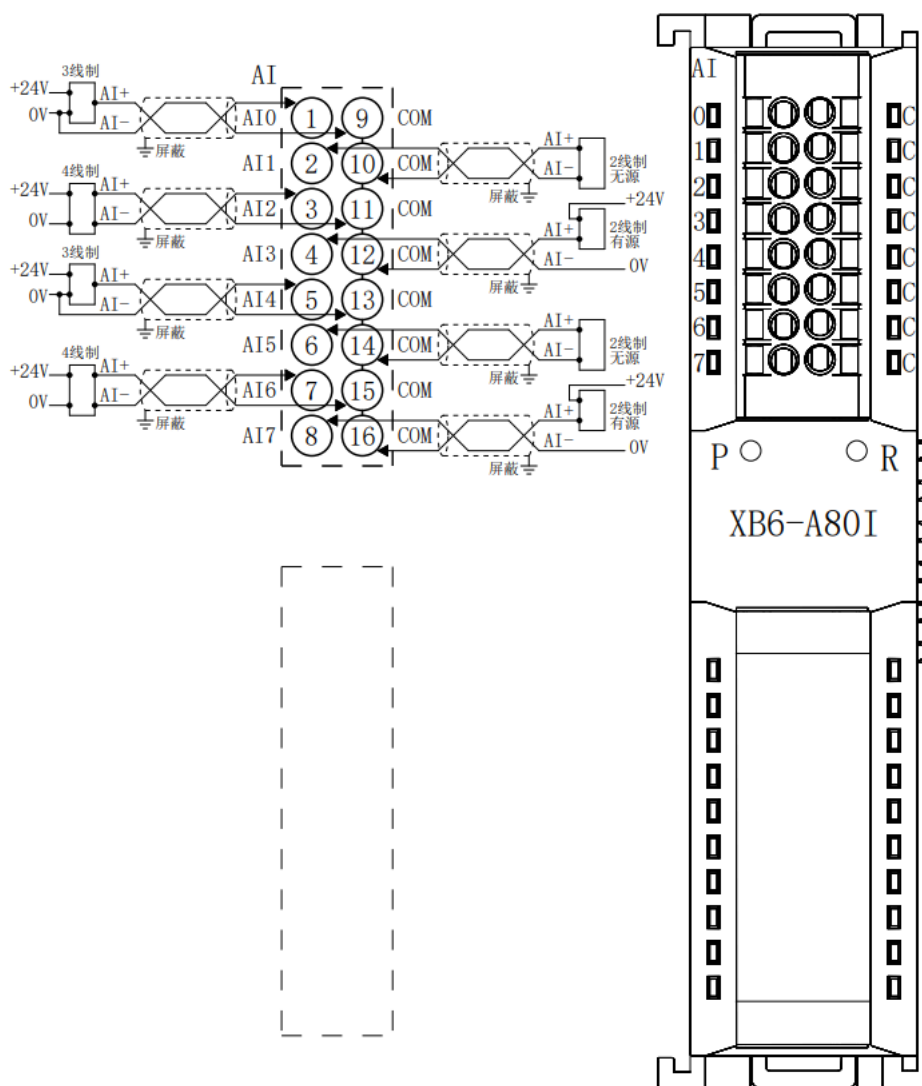 AI
3线制
+24V
0V
AI+
AI-
屏蔽
AI0
1
9
COM
AI1
2
10
COM
AI+
AI-
2线制
无源
屏蔽
4线制
+24V
0V
AI+
AI-
屏蔽
AI2
3
11
COM
AI3
4
12
COM
+24V
AI+
AI-
0V
2线制
有源
屏蔽
3线制
+24V
0V
AI+
AI-
屏蔽
AI4
5
13
COM
AI5
6
14
COM
AI+
AI-
2线制
无源
屏蔽
4线制
+24V
0V
AI+
AI-
屏蔽
AI6
7
15
COM
AI7
8
16
COM
+24V
AI+
AI-
0V
2线制
有源
屏蔽
AI
0 C
1 C
2 C
3 C
4 C
5 C
6 C
7 C
P R
XB6-A80I